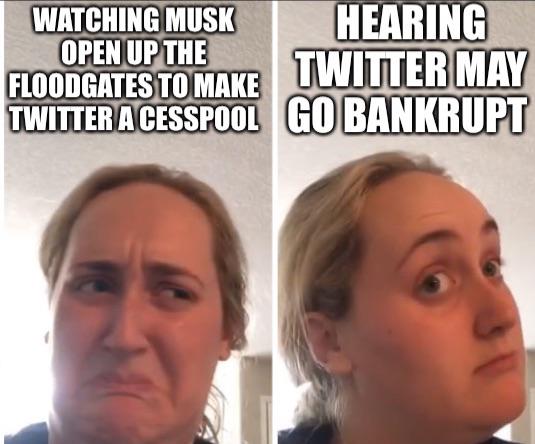 WATCHING MUSK
OPEN UP THE
FLOODGATES TO MAKE
TWITTER A CESSPOOL
HEARING
TWITTER MAY
GO BANKRUPT